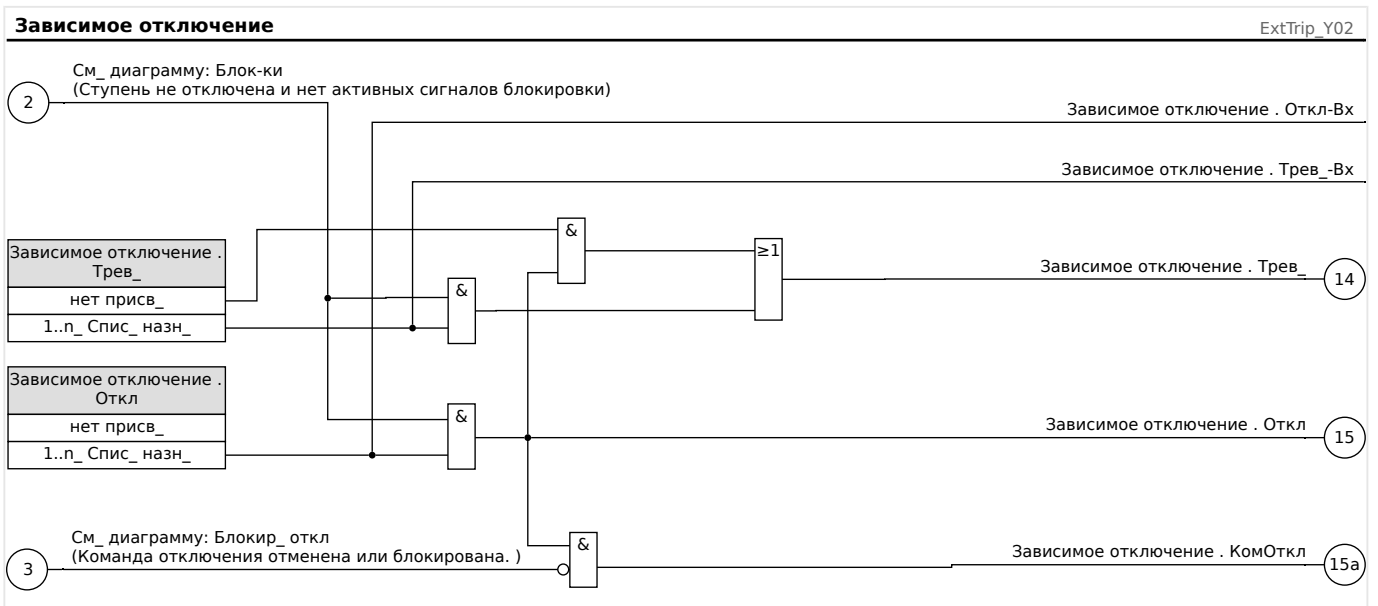 Зависимое отключение
ExtTrip_Y02
См_ диаграмму: Блок-ки
(Ступень не отключена и нет активных сигналов блокировки)
2
Зависимое отключение . Откл-Вх
Зависимое отключение . Трев_-Вх
&
Зависимое отключение .
Трев_
≥1
Зависимое отключение . Трев_
14
нет присв_
&
1..n_ Спис_ назн_
Зависимое отключение .
Откл
нет присв_
&
Зависимое отключение . Откл
15
1..n_ Спис_ назн_
См_ диаграмму: Блокир_ откл
(Команда отключения отменена или блокирована. )
3
&
Зависимое отключение . КомОткл
15a